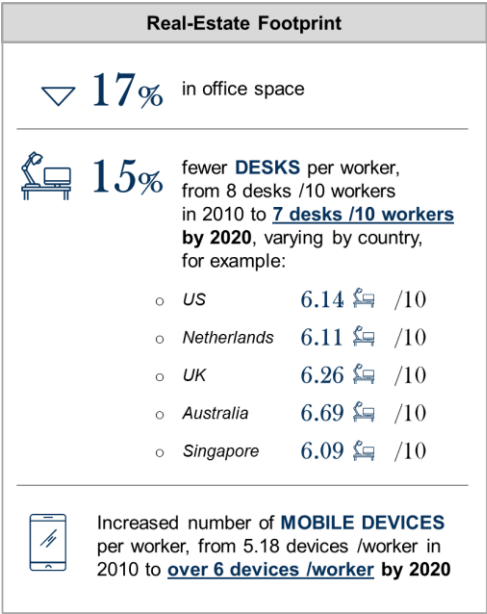 Real-Estate Footprint
17% in office space
15% fewer DESKS per worker,
from 8 desks /10 workers
in 2010 to 7 desks /10 workers
by 2020, varying by country,
for example:
o US 6.14 /10
o Netherlands 6.11 /10
o UK 6.26 /10
o Australia 6.69 /10
o Singapore 6.09 /10
Increased number of MOBILE DEVICES
per worker, from 5.18 devices /worker in
2010 to over 6 devices /worker by 2020